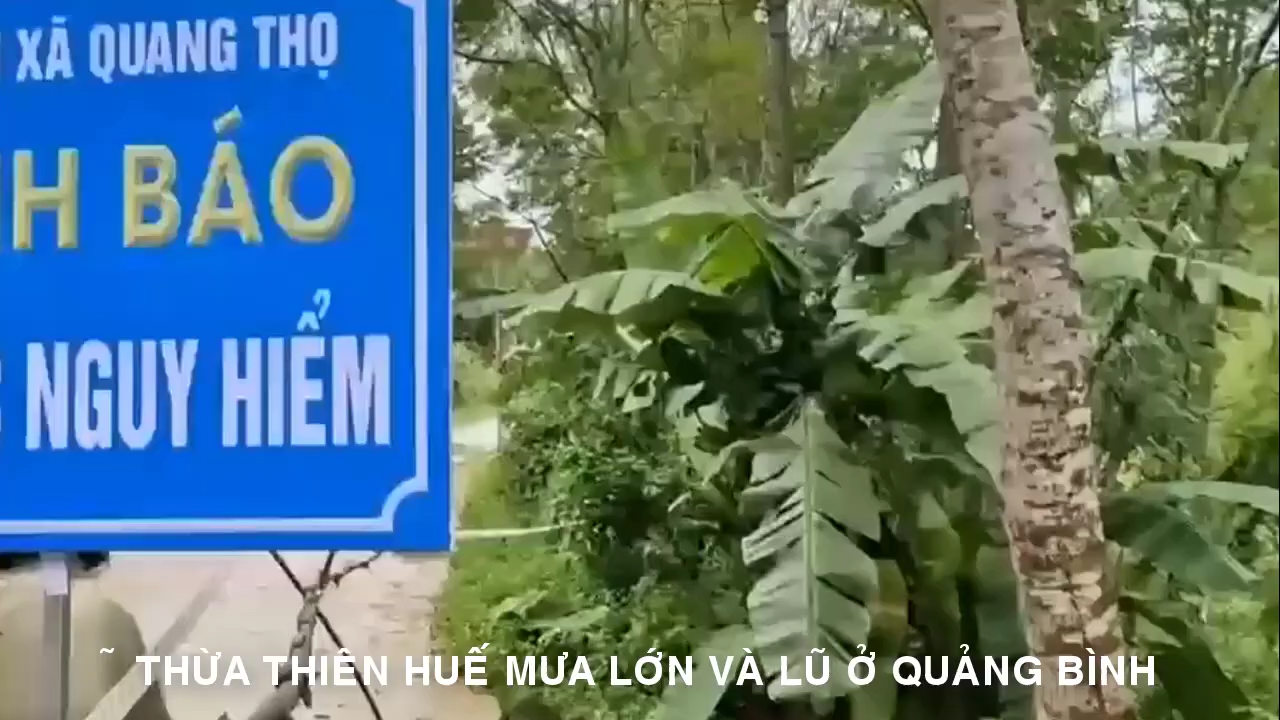 XÃ QUANG THỌ
BÁO
NGUY HIỂM
THỪA THIÊN HUẾ MƯA LỚN VÀ LŨ Ở QUẢNG BÌNH